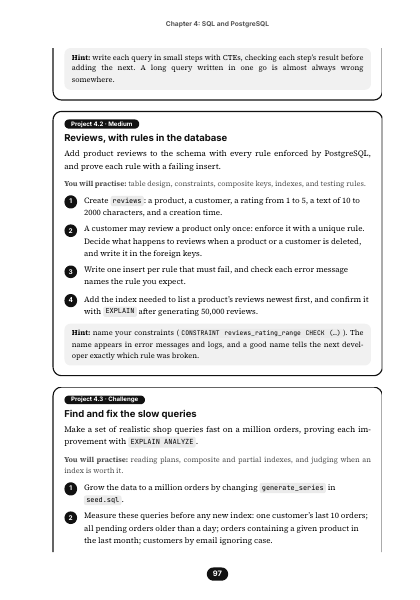 Chapter 4: SQL and PostgreSQL
Hint: write each query in small steps with CTEs, checking each step's result before
adding the next. A long query written in one go is almost always wrong
somewhere.
Project 4.2 · Medium
Reviews, with rules in the database
Add product reviews to the schema with every rule enforced by PostgreSQL,
and prove each rule with a failing insert.
You will practise: table design, constraints, composite keys, indexes, and testing rules.
1 Create reviews: a product, a customer, a rating from 1 to 5, a text of 10 to
2000 characters, and a creation time.
2 A customer may review a product only once: enforce it with a unique rule.
Decide what happens to reviews when a product or a customer is deleted,
and write it in the foreign keys.
3 Write one insert per rule that must fail, and check each error message
names the rule you expect.
4 Add the index needed to list a product's reviews newest first, and confirm it
with EXPLAIN after generating 50,000 reviews.
Hint: name your constraints (CONSTRAINT reviews_rating_range CHECK (…)). The
name appears in error messages and logs, and a good name tells the next devel-
oper exactly which rule was broken.
Project 4.3 · Challenge
Find and fix the slow queries
Make a set of realistic shop queries fast on a million orders, proving each im-
provement with EXPLAIN ANALYZE.
You will practise: reading plans, composite and partial indexes, and judging when an
index is worth it.
1 Grow the data to a million orders by changing generate_series in
seed.sql.
2 Measure these queries before any new index: one customer's last 10 orders;
all pending orders older than a day; orders containing a given product in
the last month; customers by email ignoring case.
97